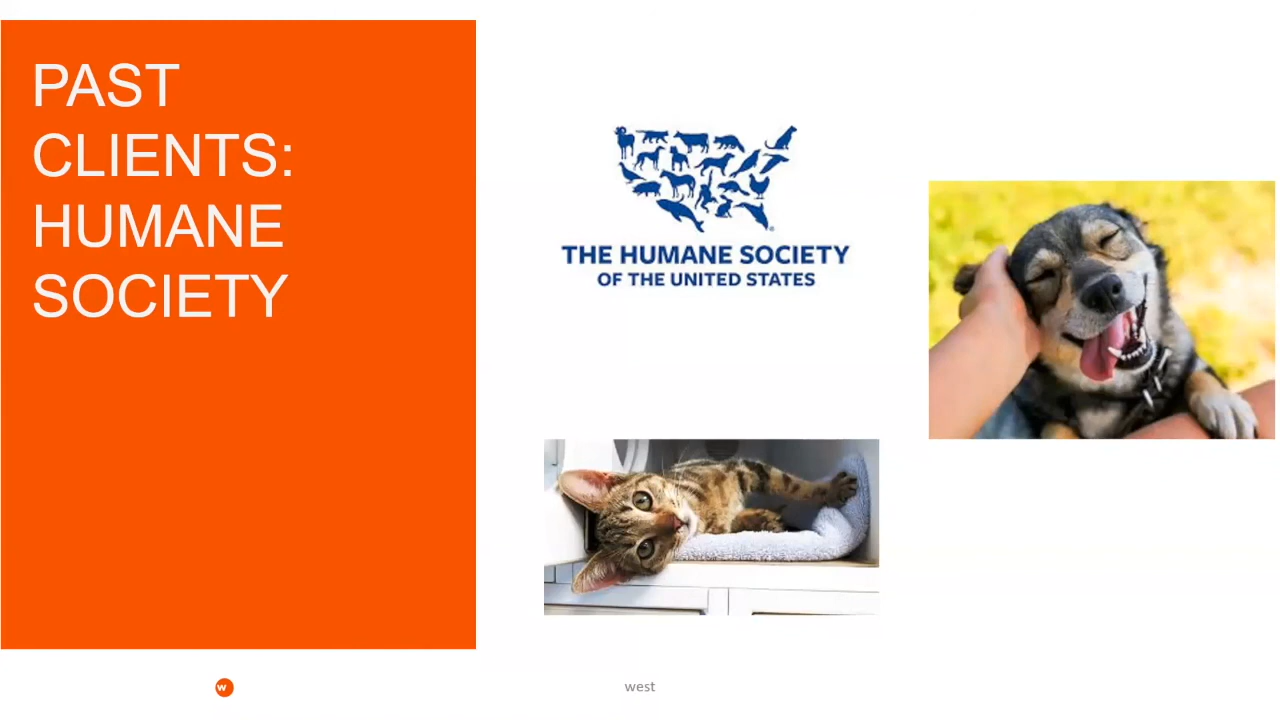 PAST
CLIENTS:
HUMANE
SOCIETY
THE HUMANE SOCIETY
OF THE UNITED STATES
w
west